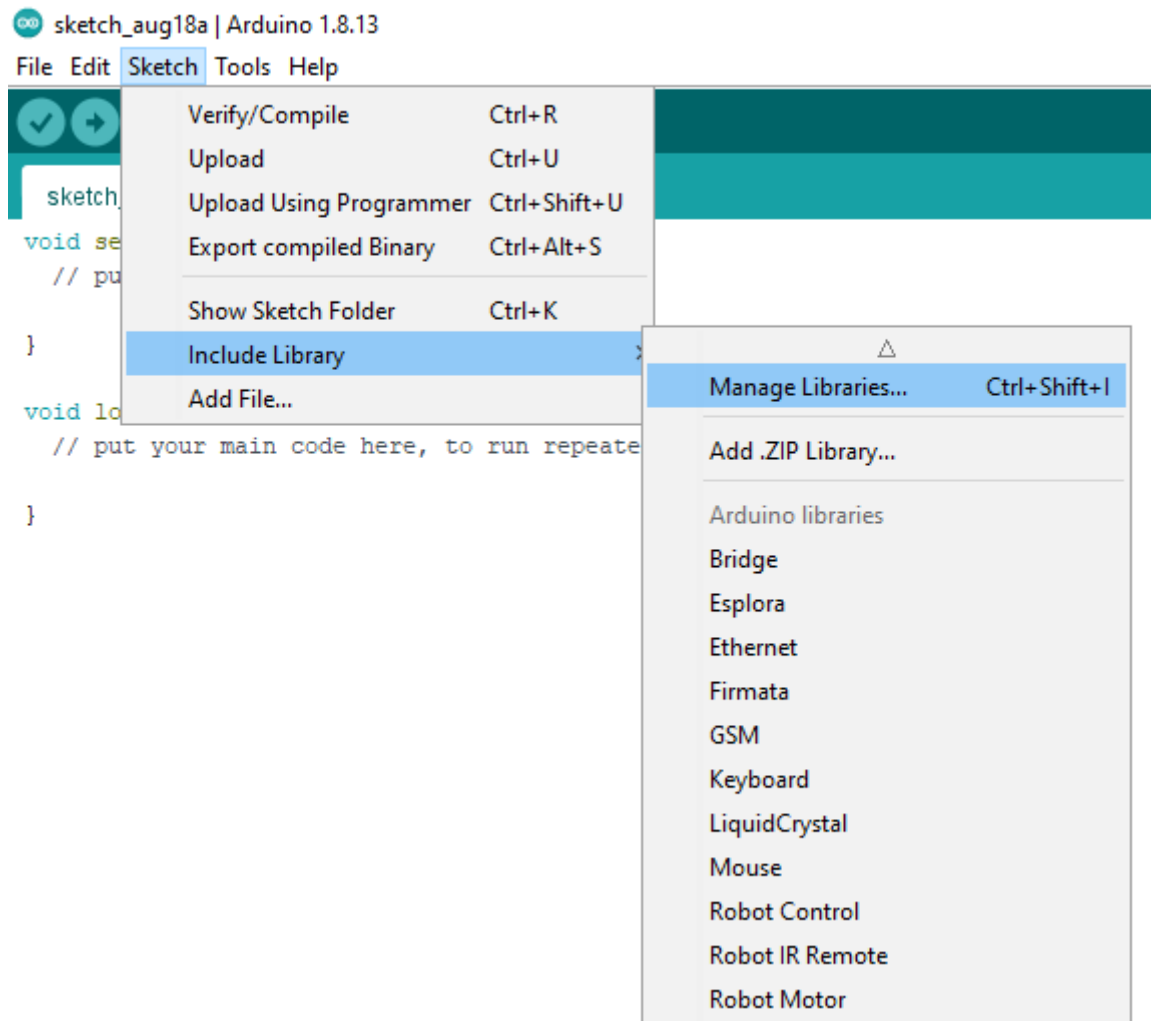 sketch_aug18a | Arduino 1.8.13
File Edit Sketch Tools Help
Verify/Compile Ctrl+R
Upload Ctrl+U
sketch_
Upload Using Programmer Ctrl+Shift+U
void se
Export compiled Binary Ctrl+Alt+S
// pu
Show Sketch Folder Ctrl+K
}
Include Library
Manage Libraries... Ctrl+Shift+I
Add File...
void lo
// put your main code here, to run repeate
Add .ZIP Library...
}
Arduino libraries
Bridge
Esplora
Ethernet
Firmata
GSM
Keyboard
LiquidCrystal
Mouse
Robot Control
Robot IR Remote
Robot Motor